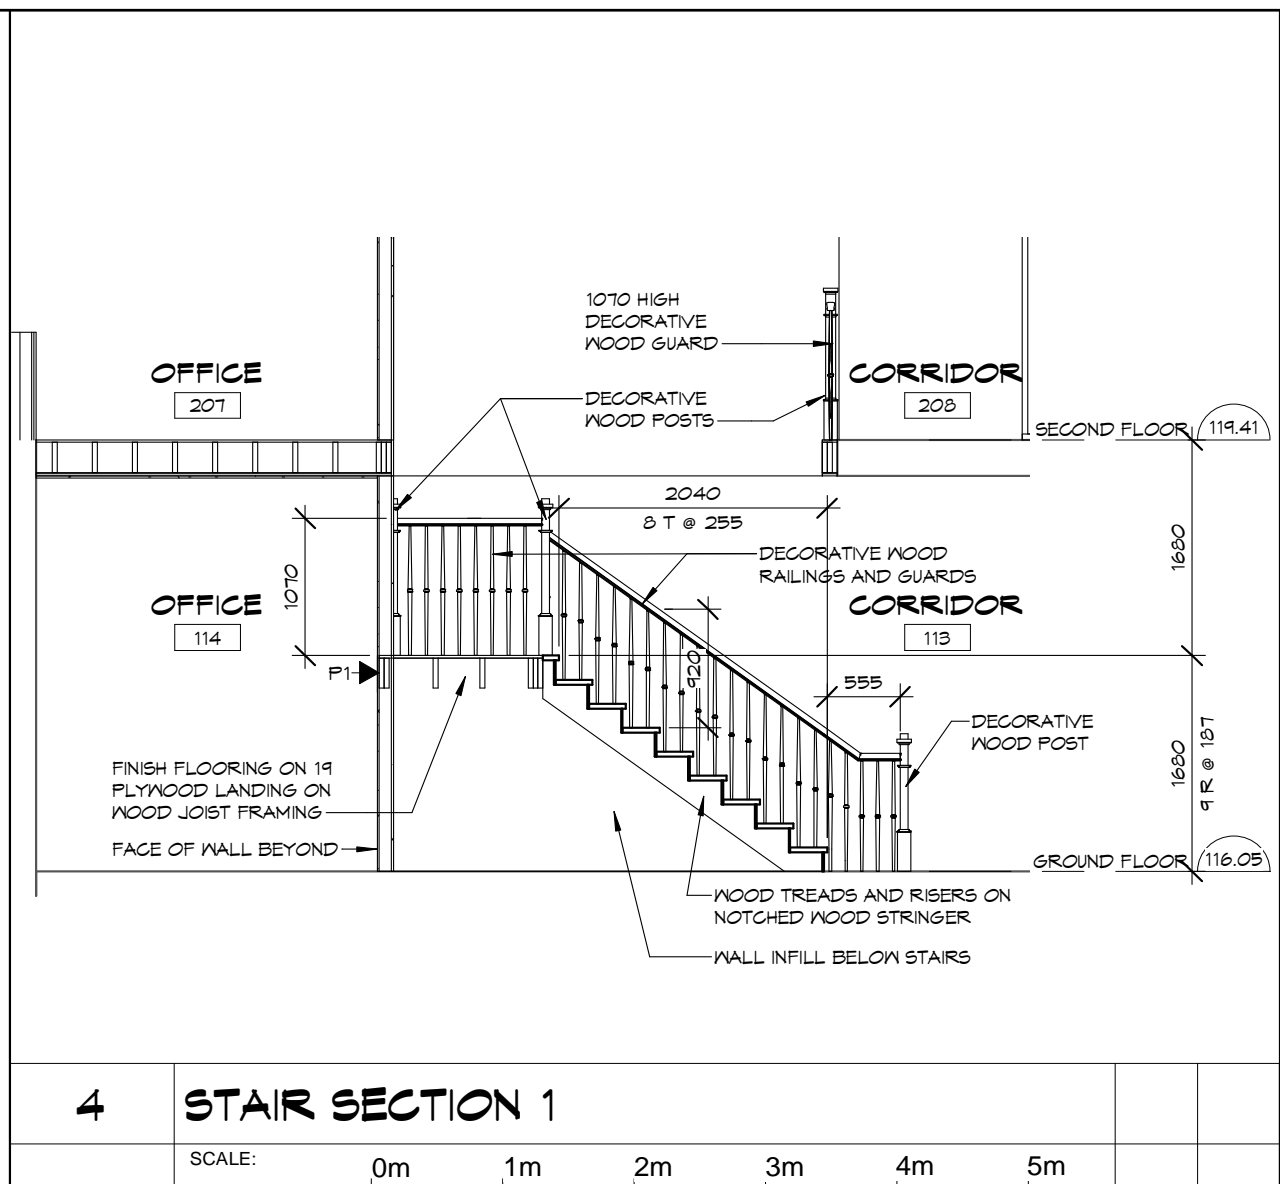 1070 HIGH
DECORATIVE
WOOD GUARD
OFFICE
207
DECORATIVE
WOOD POSTS
CORRIDOR
208
SECOND FLOOR
119.41
2040
8 T @ 255
1680
DECORATIVE WOOD
RAILINGS AND GUARDS
1070
OFFICE
114
CORRIDOR
113
P1
920
555
DECORATIVE
WOOD POST
1680
9 R @ 187
FINISH FLOORING ON 19
PLYWOOD LANDING ON
WOOD JOIST FRAMING
FACE OF WALL BEYOND
GROUND FLOOR
116.05
WOOD TREADS AND RISERS ON
NOTCHED WOOD STRINGER
WALL INFILL BELOW STAIRS
4
STAIR SECTION 1
SCALE:
0m 1m 2m 3m 4m 5m